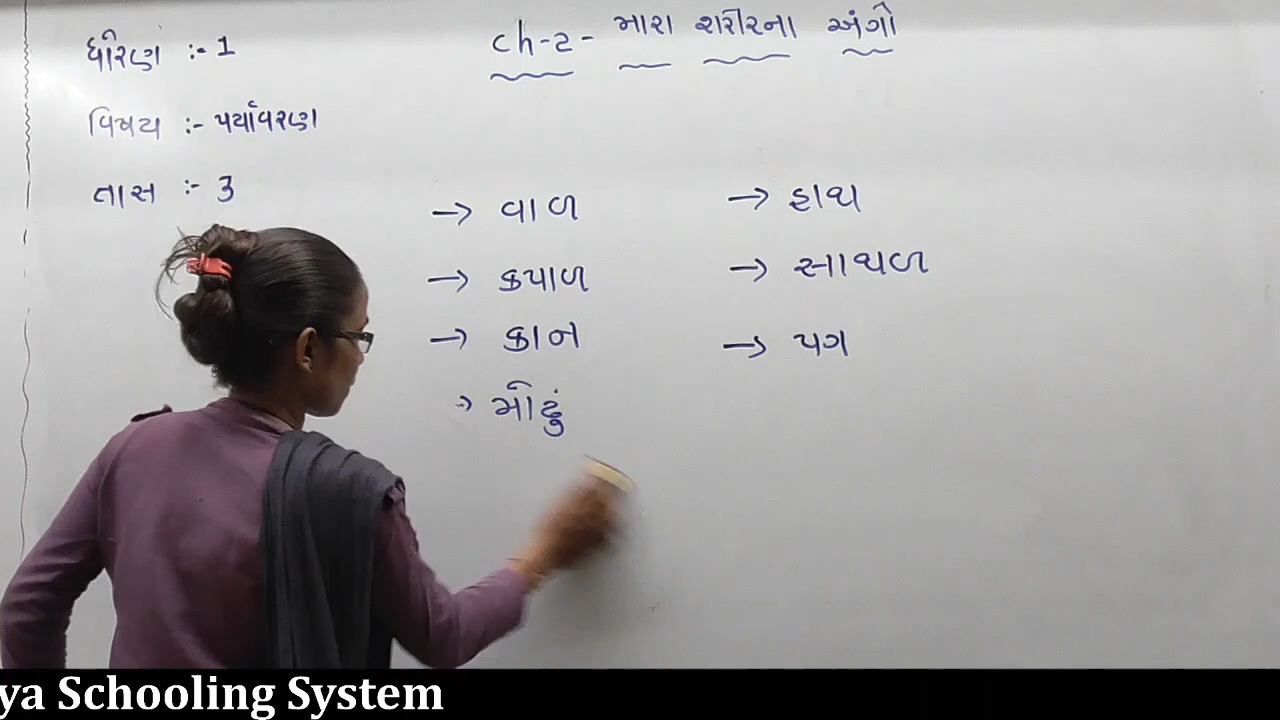 ધોરણ :- 1
ch-2- મારા શરીરના અંગો
વિષય :- પર્યાવરણ
તાસ :- 3
→ વાળ
→ કપાળ
→ કાન
→ મોઢું
→ હાથ
→ સાથળ
→ પગ
ya Schooling System